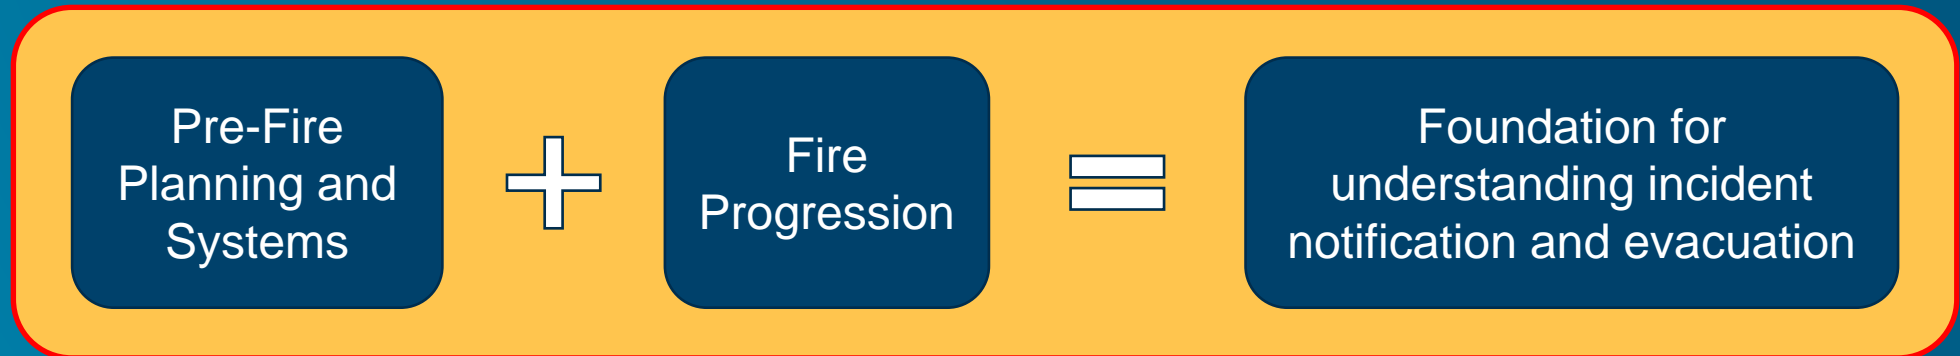 Pre-Fire
Planning and
Systems
+
Fire
Progression
=
Foundation for
understanding incident
notification and evacuation